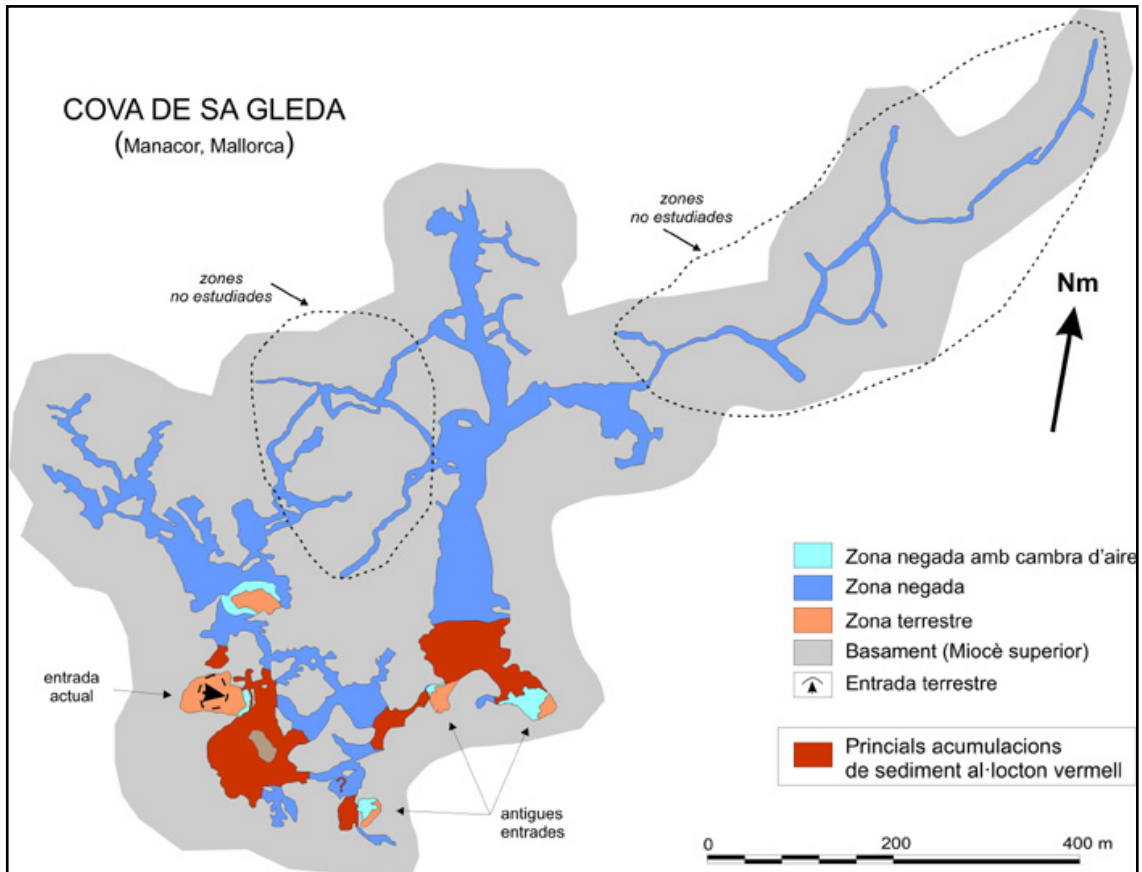 COVA DE SA GLEDA
(Manacor, Mallorca)
zones
no estudiades
zones
no estudiades
Nm
Zona negada amb cambra d'aire
Zona negada
Zona terrestre
Basament (Miocè superior)
Entrada terrestre
Princials acumulacions
de sediment al·locton vermell
entrada
actual
?
antigues
entrades
0 200 400 m